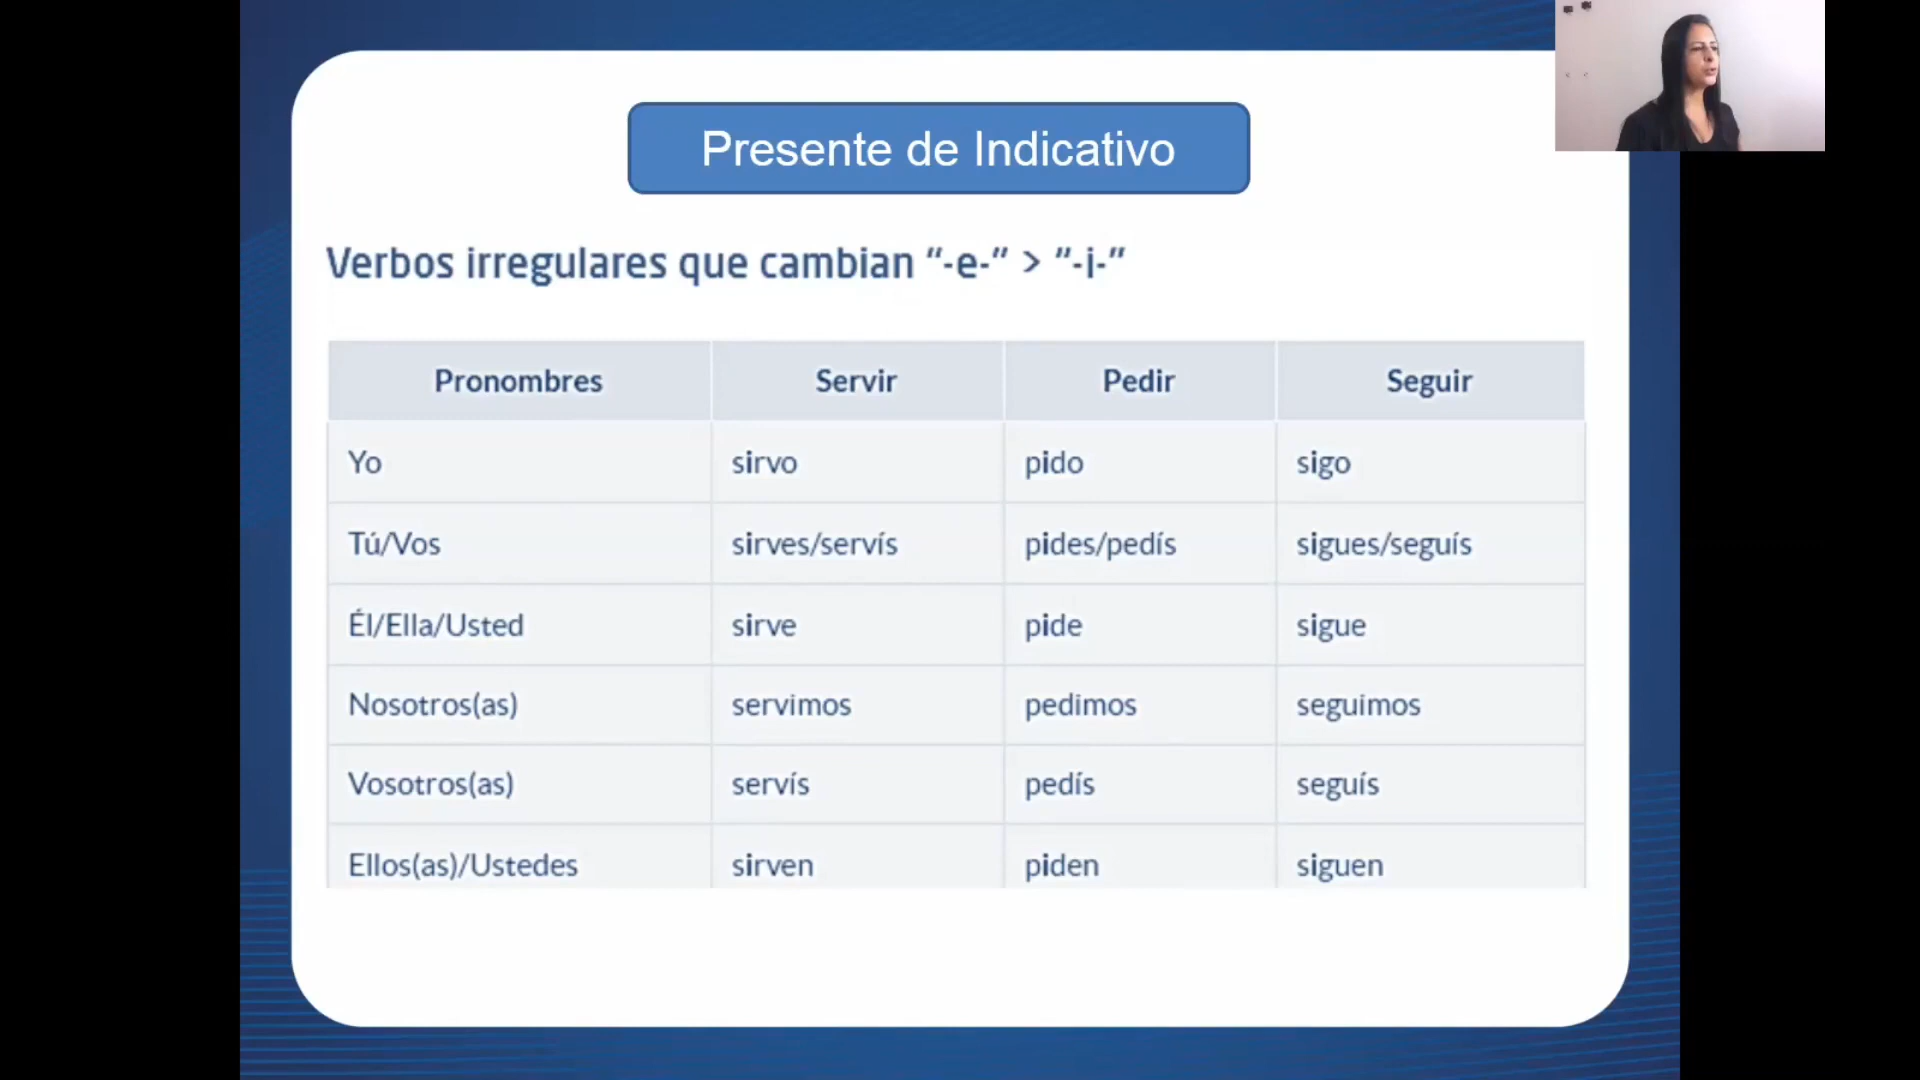 Presente de Indicativo
Verbos irregulares que cambian “-e-” > ”-i-”
Pronombres Servir Pedir Seguir
Yo sirvo pido sigo
Tú/Vos sirves/servís pides/pedís sigues/seguís
Él/Ella/Usted sirve pide sigue
Nosotros(as) servimos pedimos seguimos
Vosotros(as) servís pedís seguís
Ellos(as)/Ustedes sirven piden siguen